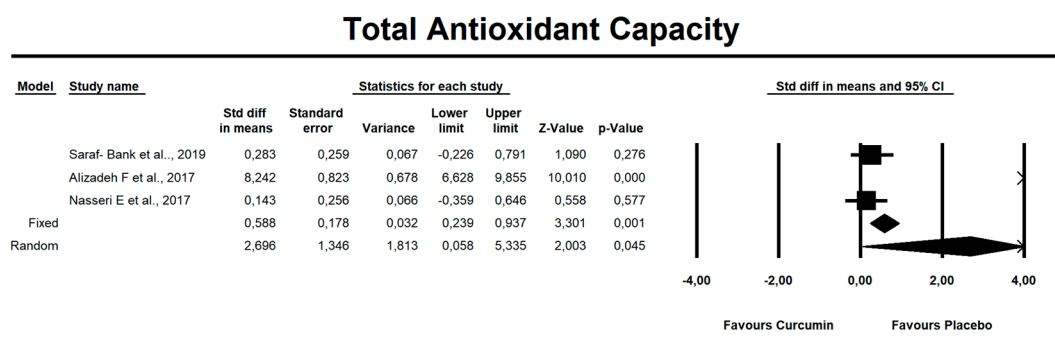 Total Antioxidant Capacity
Model Study name Statistics for each study Std diff in means and 95% CI
Std diff Standard Lower Upper
in means error Variance limit limit Z-Value p-Value
Saraf- Bank et al.., 2019 0,283 0,259 0,067 -0,226 0,791 1,090 0,276
Alizadeh F et al., 2017 8,242 0,823 0,678 6,628 9,855 10,010 0,000
Nasseri E et al., 2017 0,143 0,256 0,066 -0,359 0,646 0,558 0,577
Fixed 0,588 0,178 0,032 0,239 0,937 3,301 0,001
Random 2,696 1,346 1,813 0,058 5,335 2,003 0,045
-4,00 -2,00 0,00 2,00 4,00
Favours Curcumin Favours Placebo